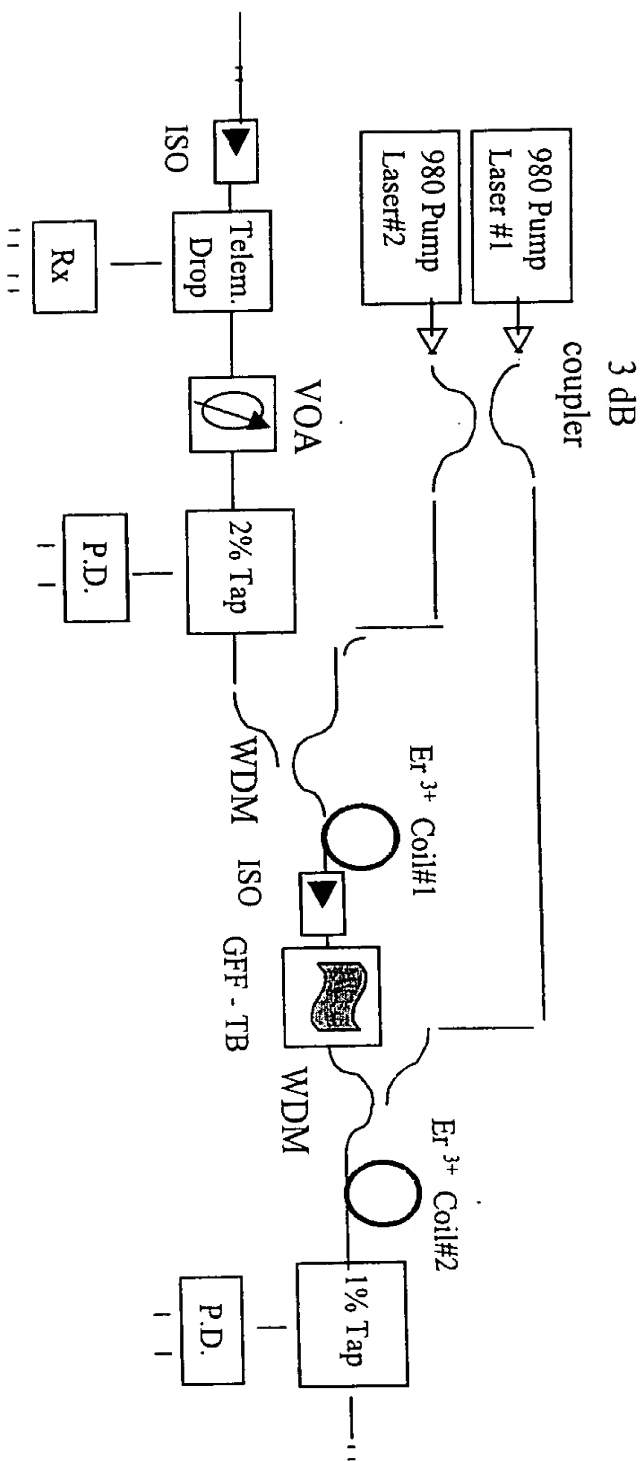 3 dB
coupler
980 Pump
Laser #1
980 Pump
Laser#2
ISO
Telem.
Drop
Rx
VOA
2% Tap
P.D.
WDM
Er 3+
Coil#1
ISO
GFF - TB
WDM
Er 3+
Coil#2
1% Tap
P.D.